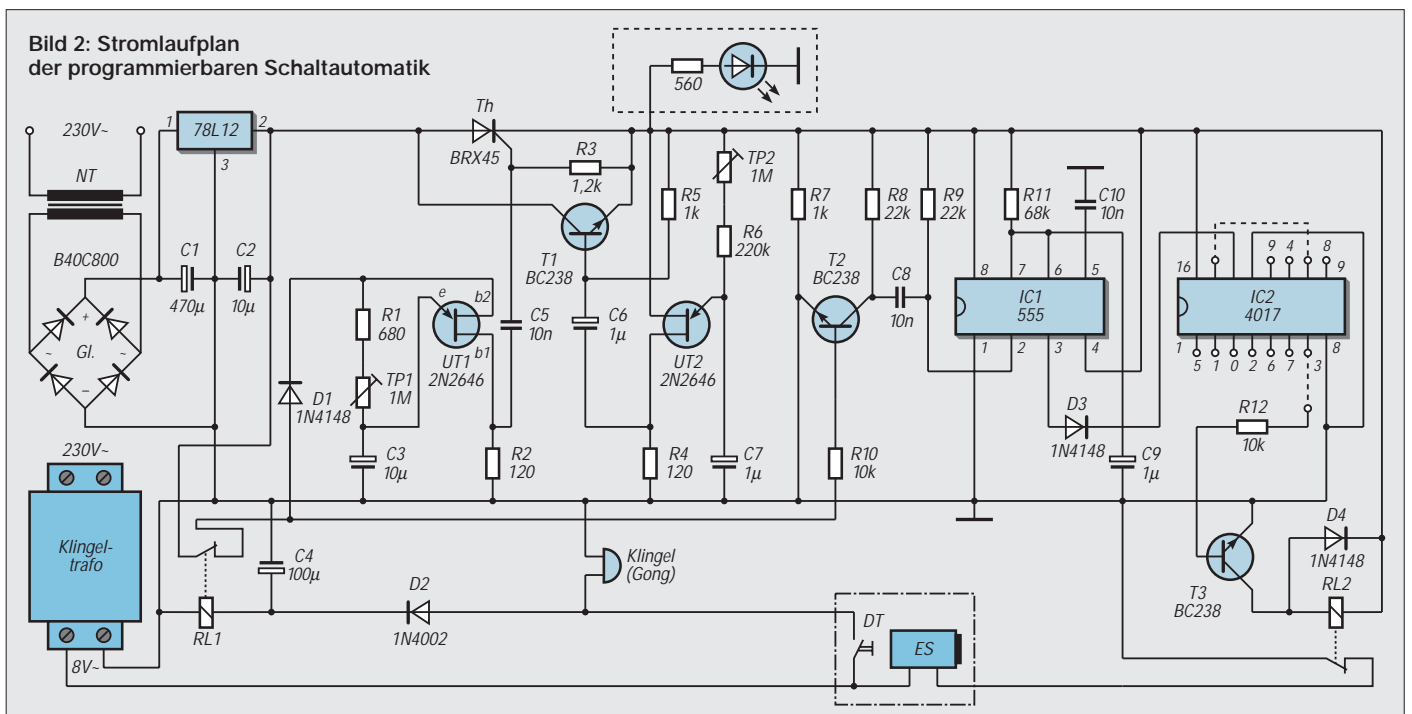 Bild 2: Stromlaufplan
der programmierbaren Schaltautomatik
230V~
NT
B40C800
+
~ Gl. ~
–
1 78L12 2
3
C1
470µ
C2
10µ
Th
BRX45
R3
1,2k
T1
BC238
560
R5
1k
TP2
1M
R6
220k
R7
1k
R8
22k
R9
22k
R11
68k
C10
10n
T2
BC238
C8
10n
D1
1N4148
R1
680
TP1
1M
C3
10µ
e
b2
b1
UT1
2N2646
C5
10n
R2
120
C6
1µ
UT2
2N2646
R4
120
C7
1µ
R10
10k
8 7 6 5
IC1
555
1 2 3 4
D3
1N4148
C9
1µ
9 4 8
16 9
IC2
4017
1 8
5 1 0 2 6 7 3
R12
10k
T3
BC238
D4
1N4148
RL2
230V~
Klingel-
trafo
8V~
RL1
C4
100µ
D2
1N4002
Klingel
(Gong)
DT
ES